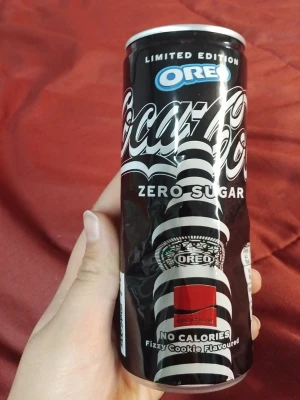 LIMITED EDITION
OREO
Coca-Cola
ZERO SUGAR
OREO
NO CALORIES
Fizzy Cookie Flavoured